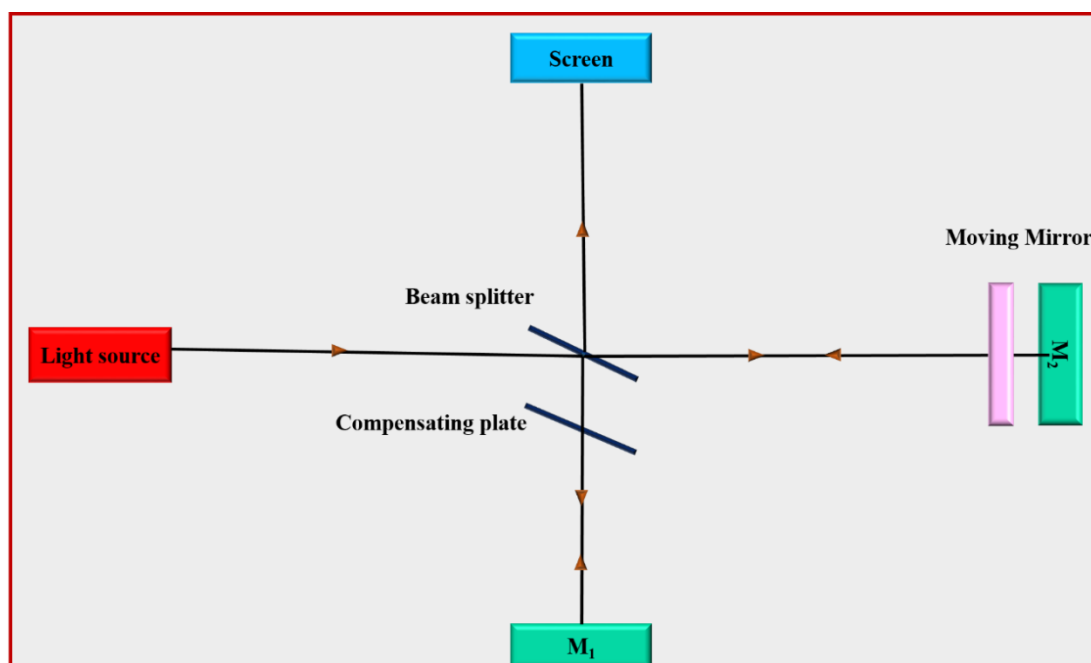 Screen
Moving Mirror
Beam splitter
Light source
M₂
Compensating plate
M₁